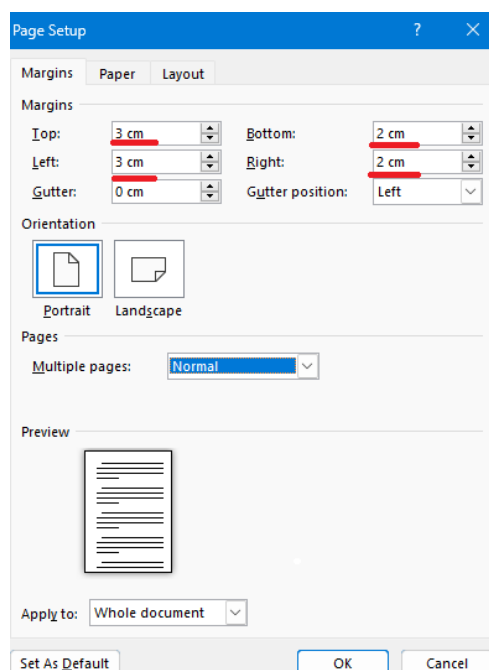 Page Setup ?
Margins Paper Layout
Margins
Top: 3 cm Bottom: 2 cm
Left: 3 cm Right: 2 cm
Gutter: 0 cm Gutter position: Left
Orientation
Portrait Landscape
Pages
Multiple pages: Normal
Preview
Apply to: Whole document
Set As Default OK Cancel